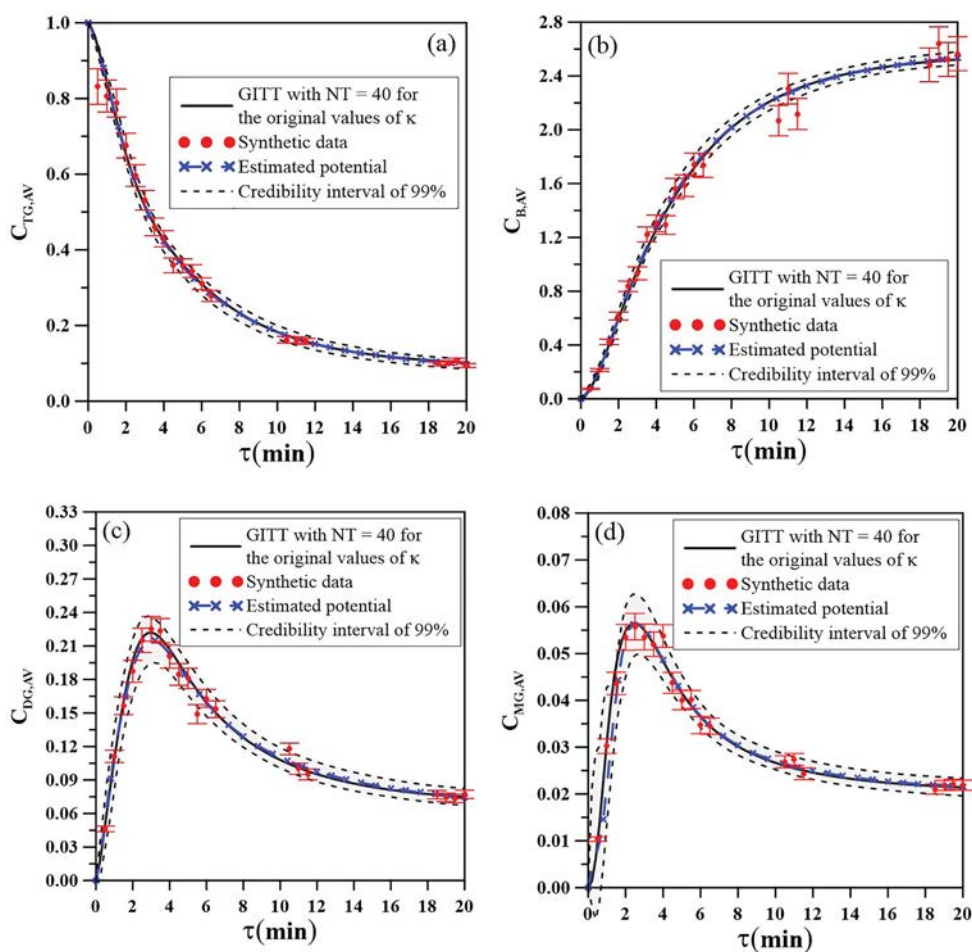 (a)
C_TG,AV
1.0
0.8
0.6
0.4
0.2
0.0
GITT with NT = 40 for
the original values of κ
Synthetic data
Estimated potential
Credibility interval of 99%
0 2 4 6 8 10 12 14 16 18 20
τ(min)
(b)
C_B,AV
2.8
2.4
2.0
1.6
1.2
0.8
0.4
0.0
GITT with NT = 40 for
the original values of κ
Synthetic data
Estimated potential
Credibility interval of 99%
0 2 4 6 8 10 12 14 16 18 20
τ(min)
(c)
C_DG,AV
0.33
0.30
0.27
0.24
0.21
0.18
0.15
0.12
0.09
0.06
0.03
0.00
GITT with NT = 40 for
the original values of κ
Synthetic data
Estimated potential
Credibility interval of 99%
0 2 4 6 8 10 12 14 16 18 20
τ(min)
(d)
C_MG,AV
0.08
0.07
0.06
0.05
0.04
0.03
0.02
0.01
0.00
GITT with NT = 40 for
the original values of κ
Synthetic data
Estimated potential
Credibility interval of 99%
0 2 4 6 8 10 12 14 16 18 20
τ(min)